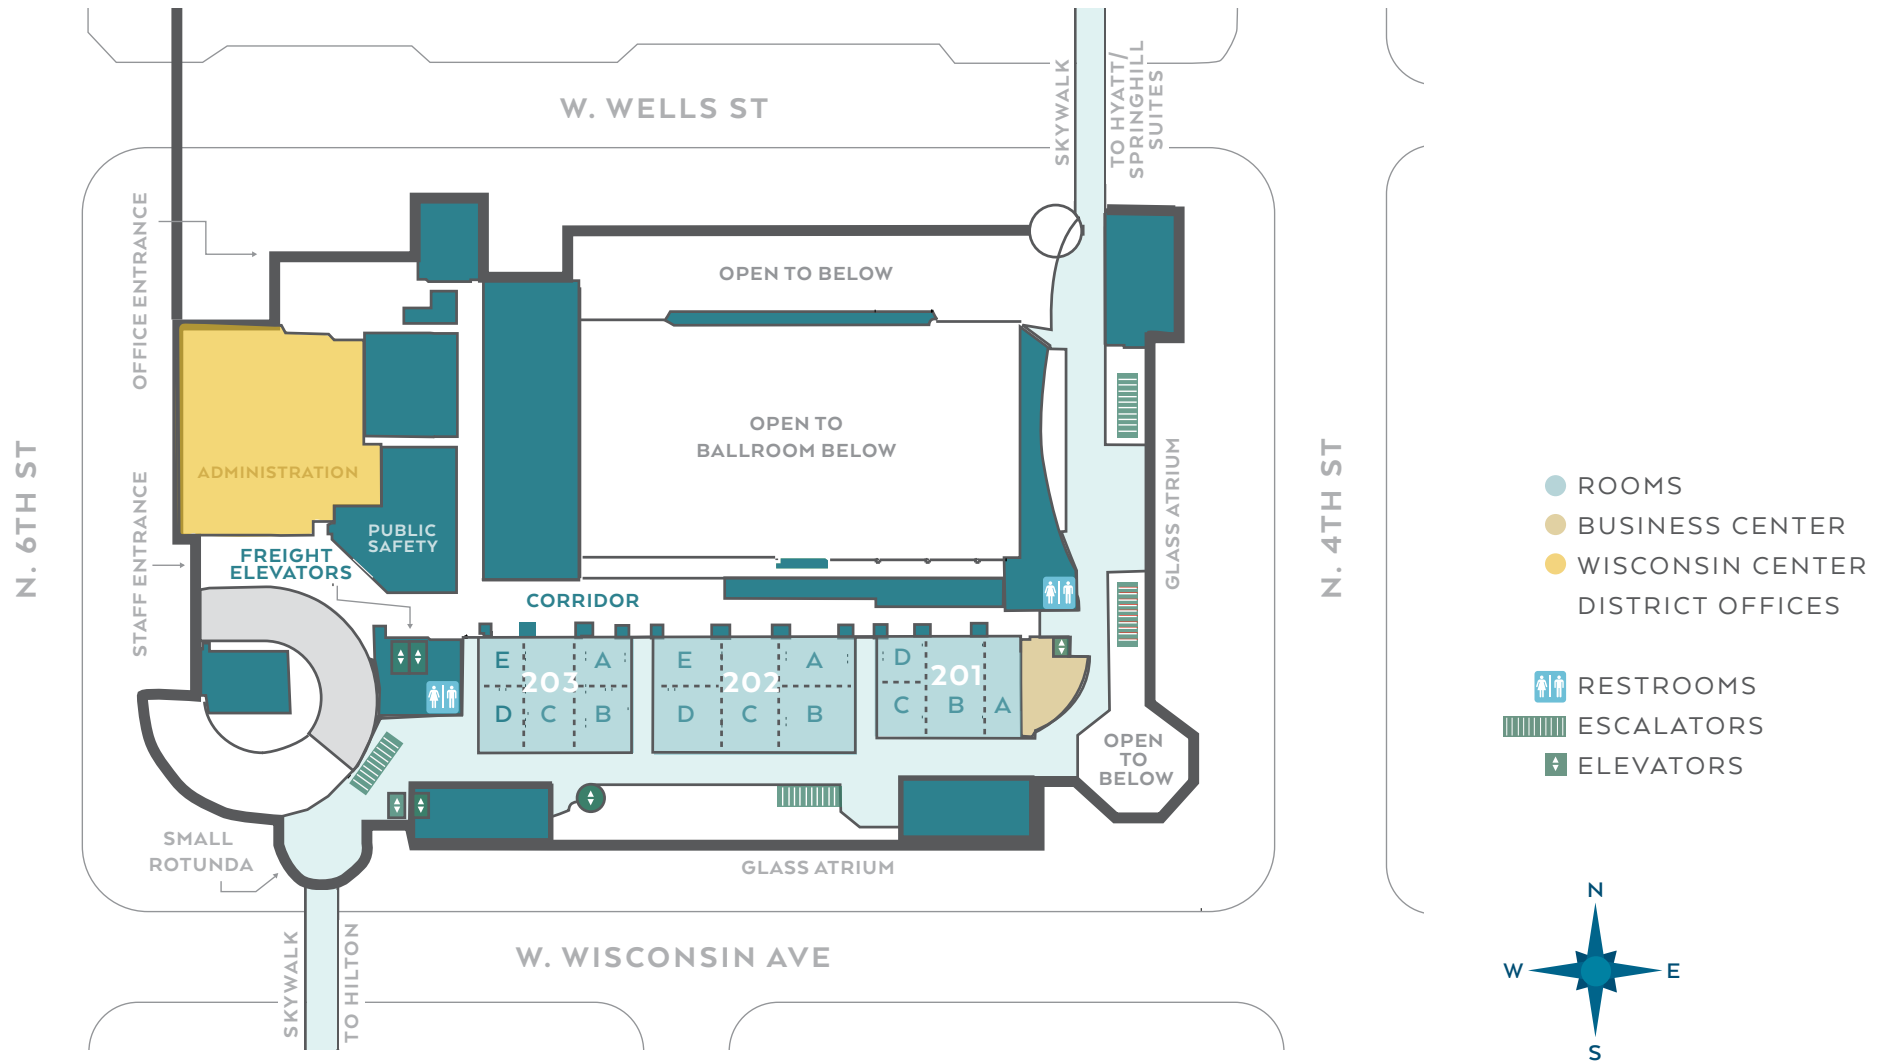 W. WELLS ST
SKYWALK
TO HYATT/
SPRINGHILL
SUITES
OFFICE ENTRANCE
OPEN TO BELOW
OPEN TO
BALLROOM BELOW
N. 6TH ST
ADMINISTRATION
STAFF ENTRANCE
PUBLIC
SAFETY
FREIGHT
ELEVATORS
CORRIDOR
GLASS ATRIUM
N. 4TH ST
E
A
203
D
C
B
E
A
202
D
C
B
D
201
C
B
A
OPEN
TO
BELOW
SMALL
ROTUNDA
GLASS ATRIUM
SKYWALK
TO HILTON
W. WISCONSIN AVE
ROOMS
BUSINESS CENTER
WISCONSIN CENTER
DISTRICT OFFICES
RESTROOMS
ESCALATORS
ELEVATORS
N
W
E
S